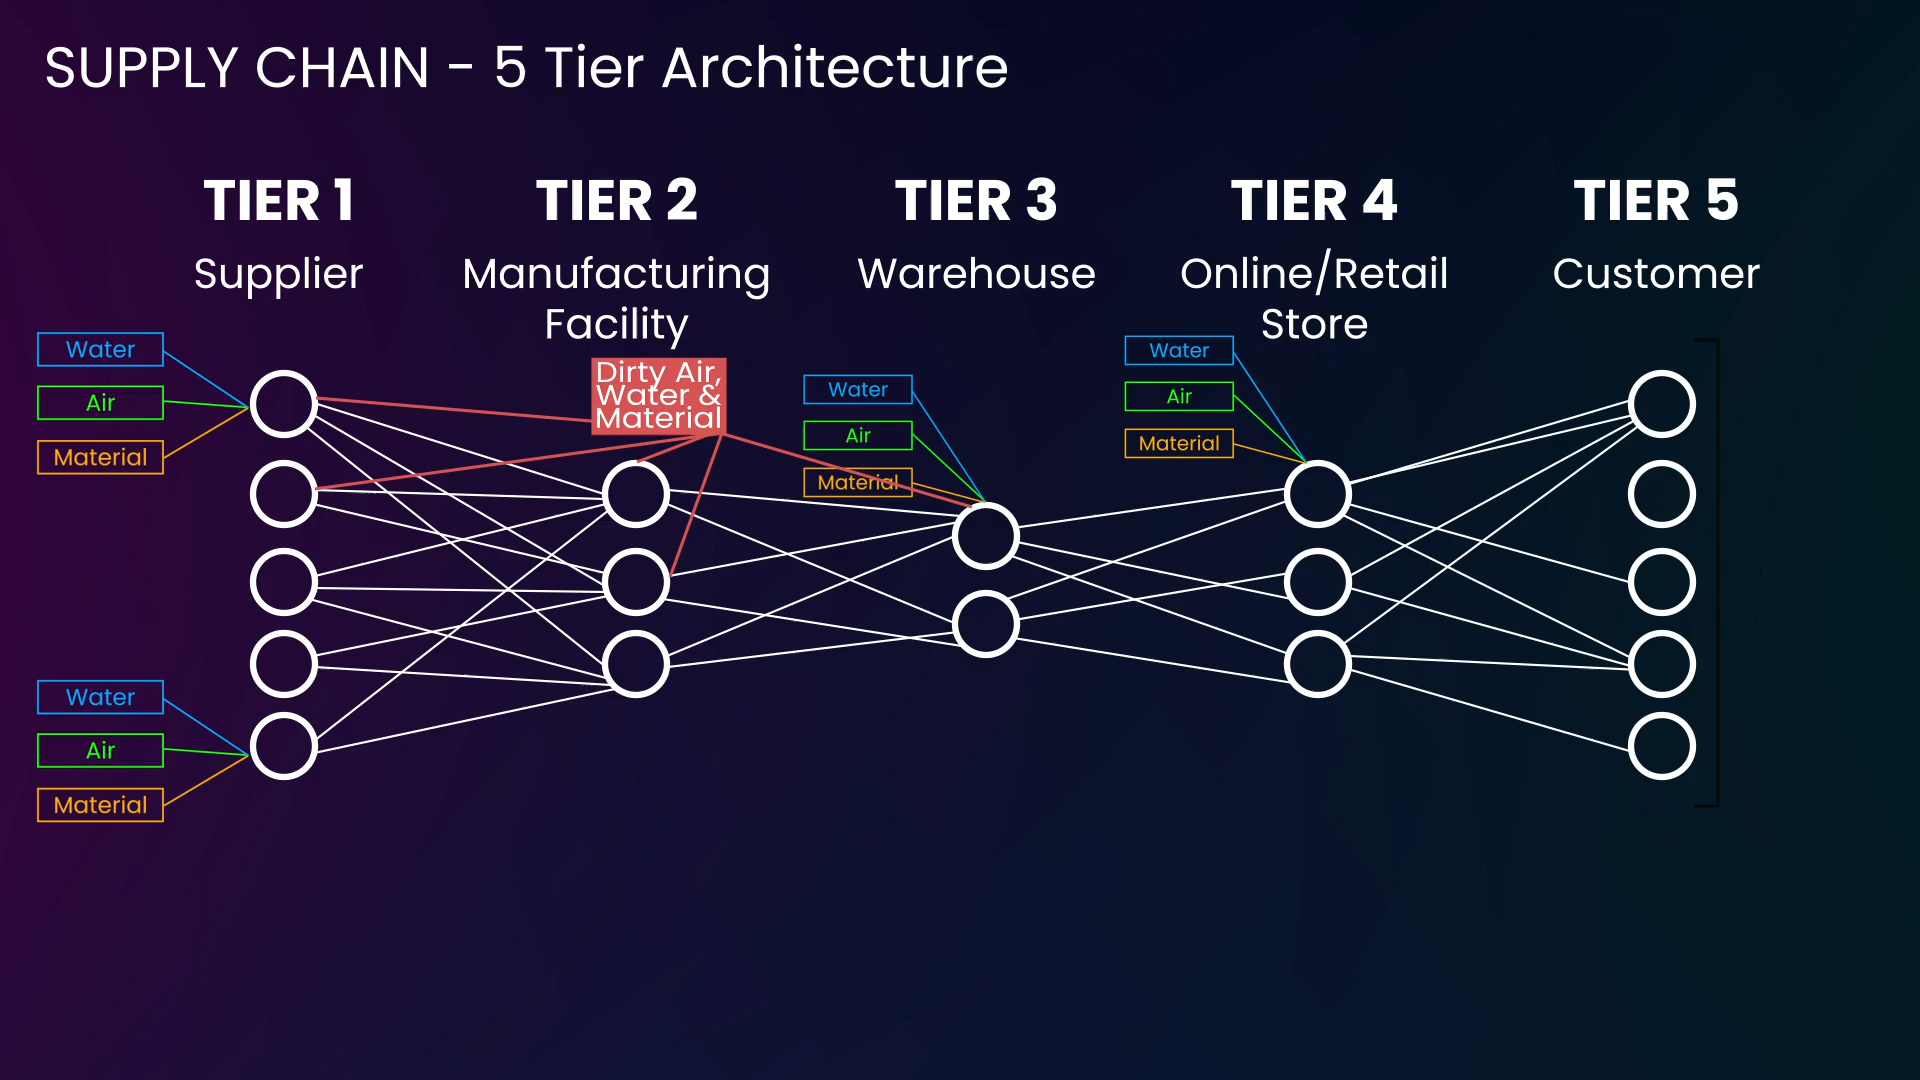 SUPPLY CHAIN - 5 Tier Architecture
TIER 1
Supplier
TIER 2
Manufacturing
Facility
TIER 3
Warehouse
TIER 4
Online/Retail
Store
TIER 5
Customer
Water
Air
Material
Water
Air
Material
Dirty Air,
Water &
Material
Water
Air
Material
Water
Air
Material